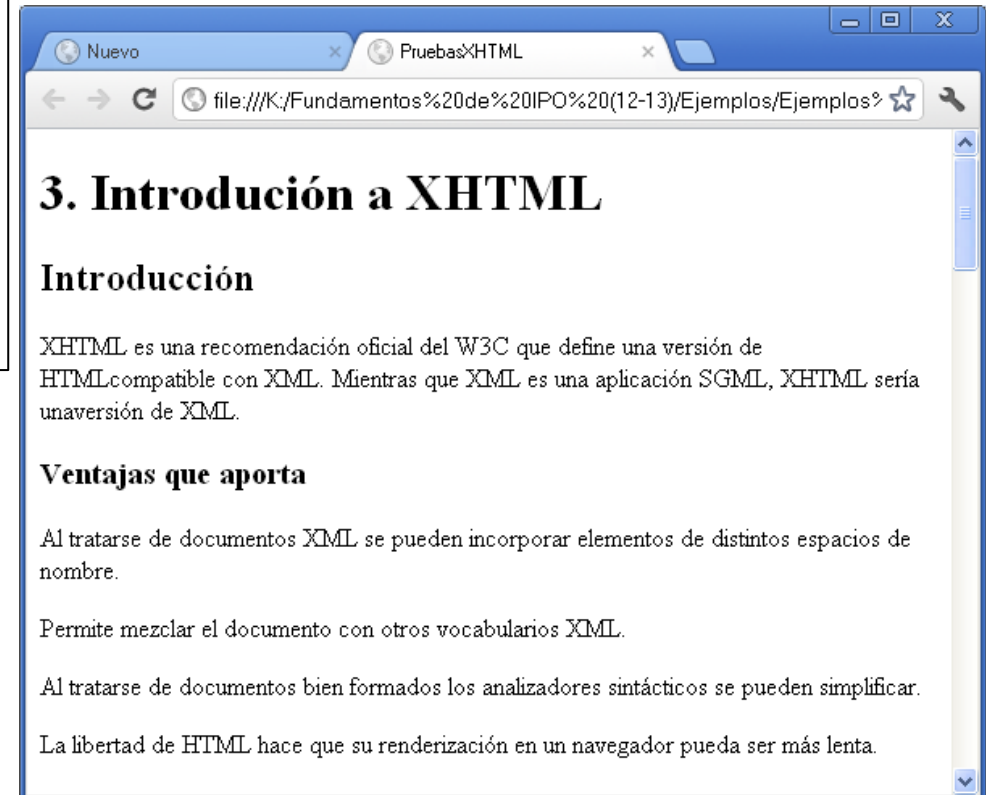 Nuevo
PruebasXHTML
file:///K:/Fundamentos%20de%20IPO%20(12-13)/Ejemplos/Ejemplos%
3. Introdución a XHTML
Introducción
XHTML es una recomendación oficial del W3C que define una versión de
HTMLcompatible con XML. Mientras que XML es una aplicación SGML, XHTML sería
unaversión de XML.
Ventajas que aporta
Al tratarse de documentos XML se pueden incorporar elementos de distintos espacios de
nombre.
Permite mezclar el documento con otros vocabularios XML.
Al tratarse de documentos bien formados los analizadores sintácticos se pueden simplificar.
La libertad de HTML hace que su renderización en un navegador pueda ser más lenta.